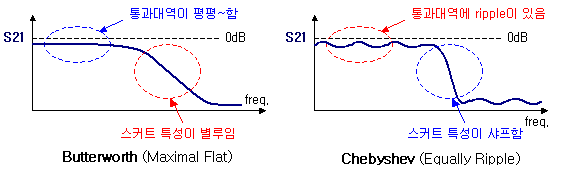 통과대역이 평평~함
S21
0dB
freq.
스커트 특성이 별루임
Butterworth (Maximal Flat)
통과대역에 ripple이 있음
S21
0dB
freq.
스커트 특성이 샤프함
Chebyshev (Equally Ripple)